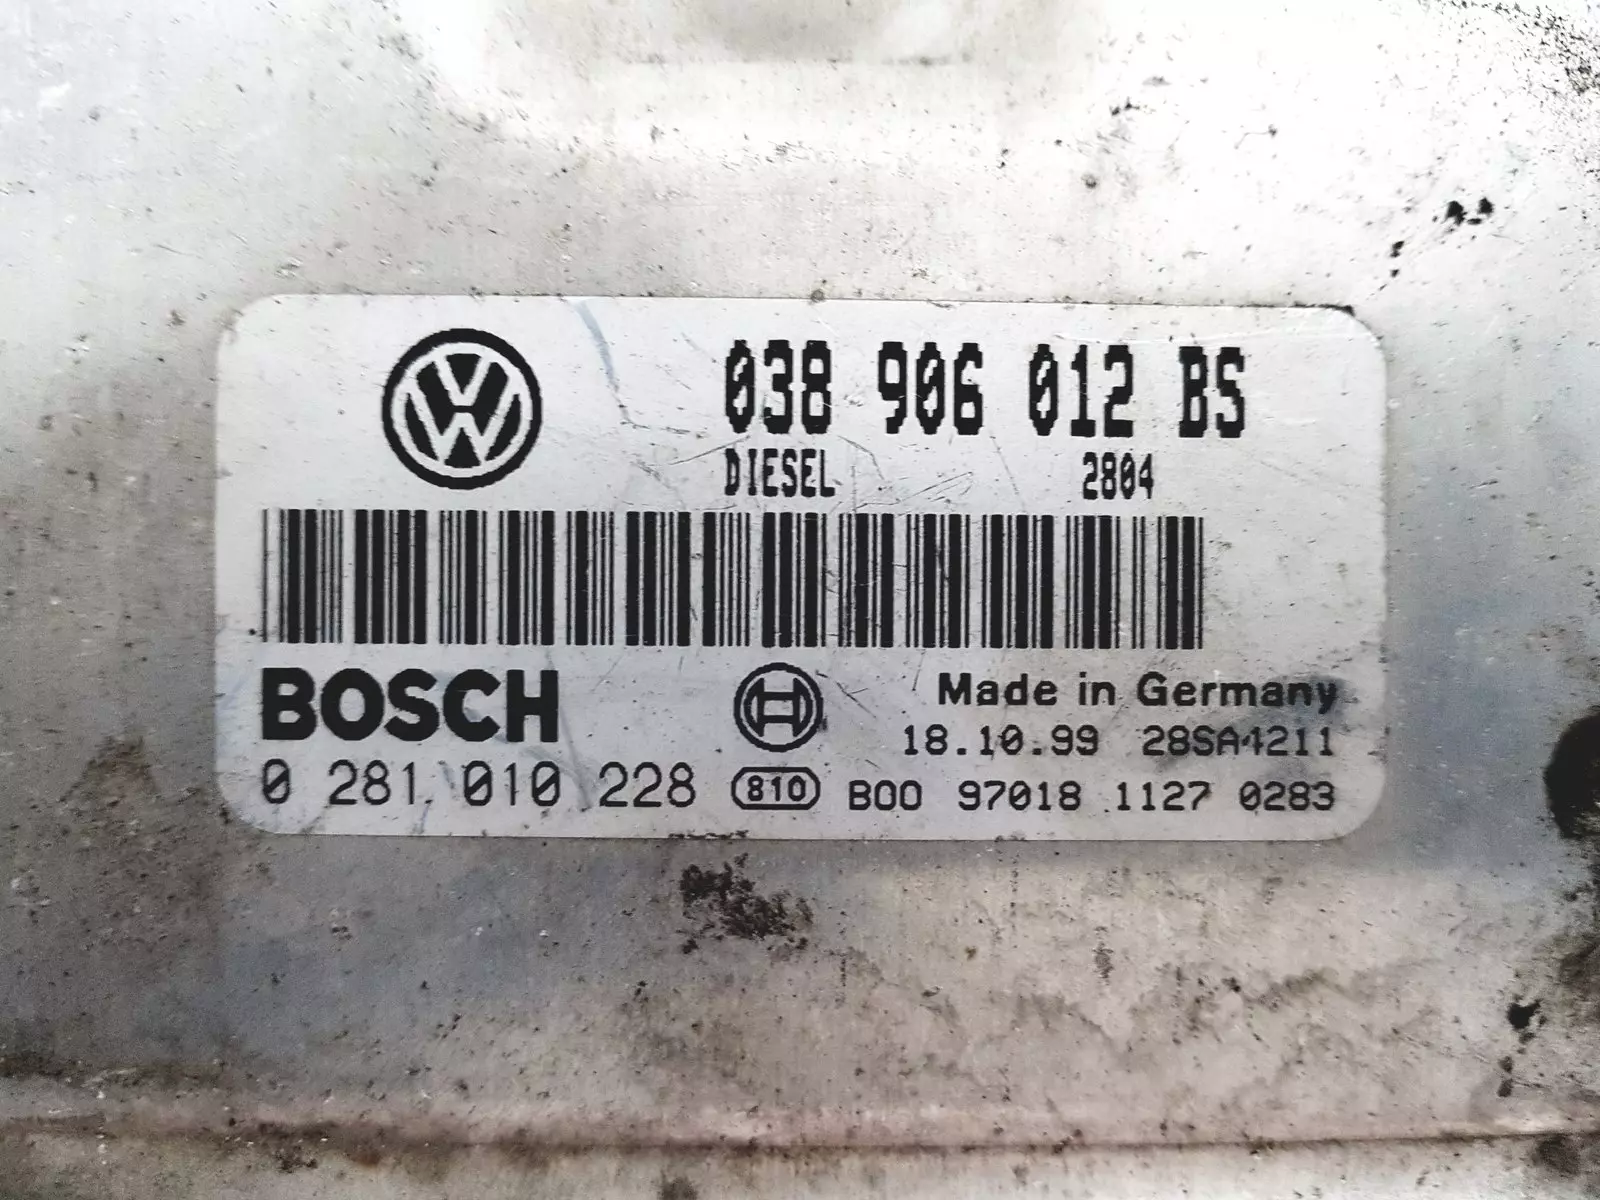 038 906 012 BS
DIESEL 2804
BOSCH
Made in Germany
18.10.99 28SA4211
0 281 010 228 810 B00 97018 1127 0283